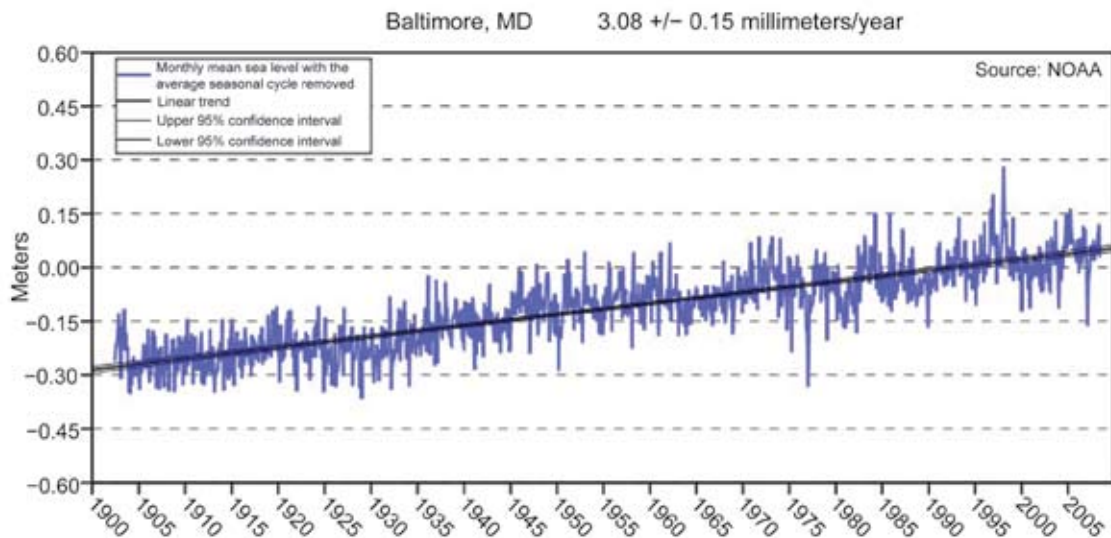 Baltimore, MD 3.08 +/− 0.15 millimeters/year
Source: NOAA
Monthly mean sea level with the
average seasonal cycle removed
Linear trend
Upper 95% confidence interval
Lower 95% confidence interval
Meters
0.60
0.45
0.30
0.15
0.00
−0.15
−0.30
−0.45
−0.60
1900 1905 1910 1915 1920 1925 1930 1935 1940 1945 1950 1955 1960 1965 1970 1975 1980 1985 1990 1995 2000 2005